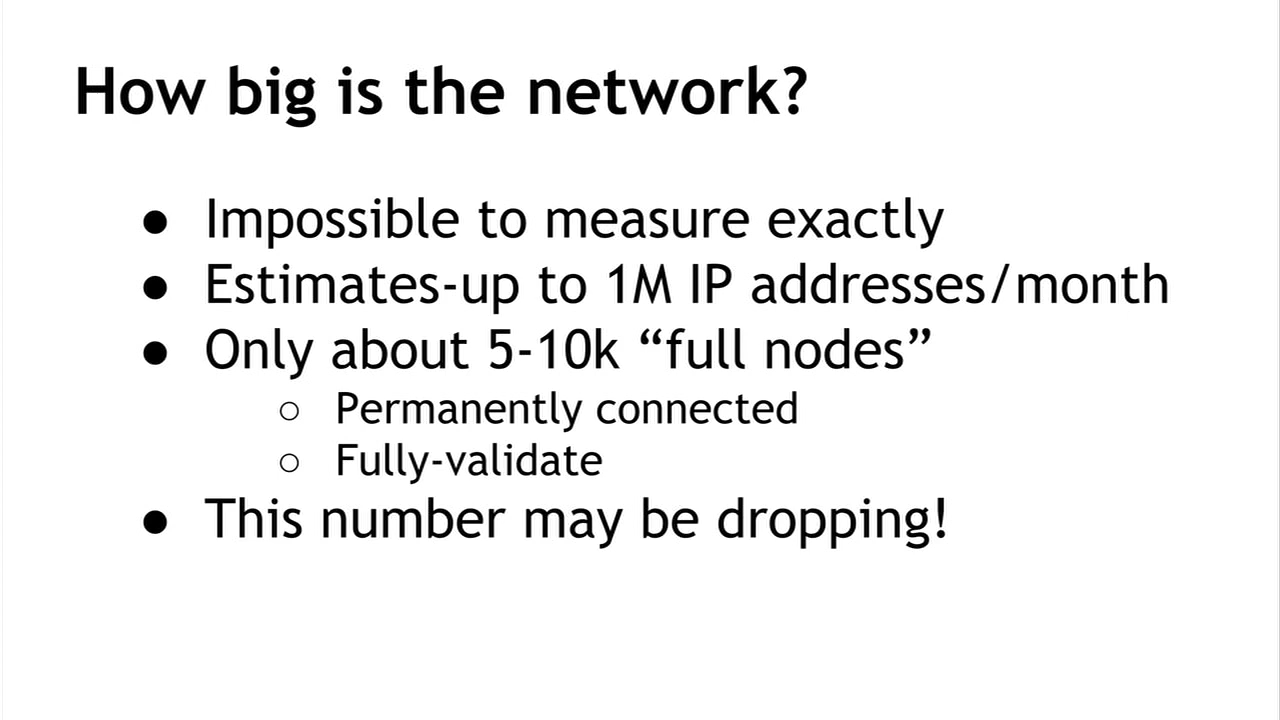 How big is the network?
● Impossible to measure exactly
● Estimates-up to 1M IP addresses/month
● Only about 5-10k “full nodes”
○ Permanently connected
○ Fully-validate
● This number may be dropping!